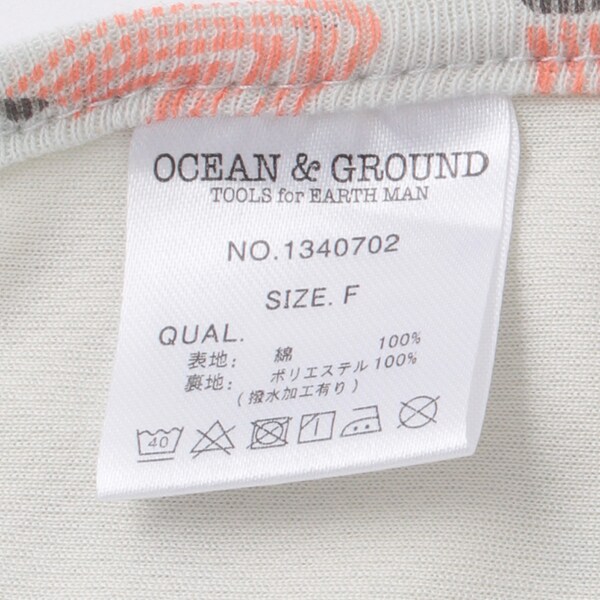 OCEAN & GROUND
TOOLS for EARTH MAN
NO.1340702
SIZE. F
QUAL.
表地: 綿 100%
裏地: ポリエステル 100%
(撥水加工有り)
40